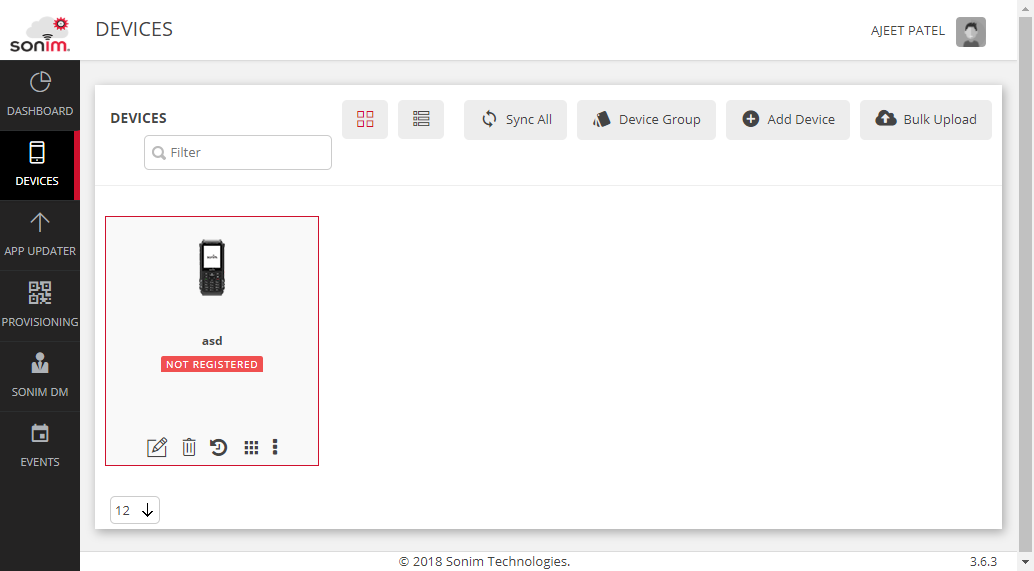 sonim
DEVICES
AJEET PATEL
DASHBOARD
DEVICES
APP UPDATER
PROVISIONING
SONIM DM
EVENTS
DEVICES
Sync All
Device Group
Add Device
Bulk Upload
Filter
sonim
asd
NOT REGISTERED
12
© 2018 Sonim Technologies.
3.6.3